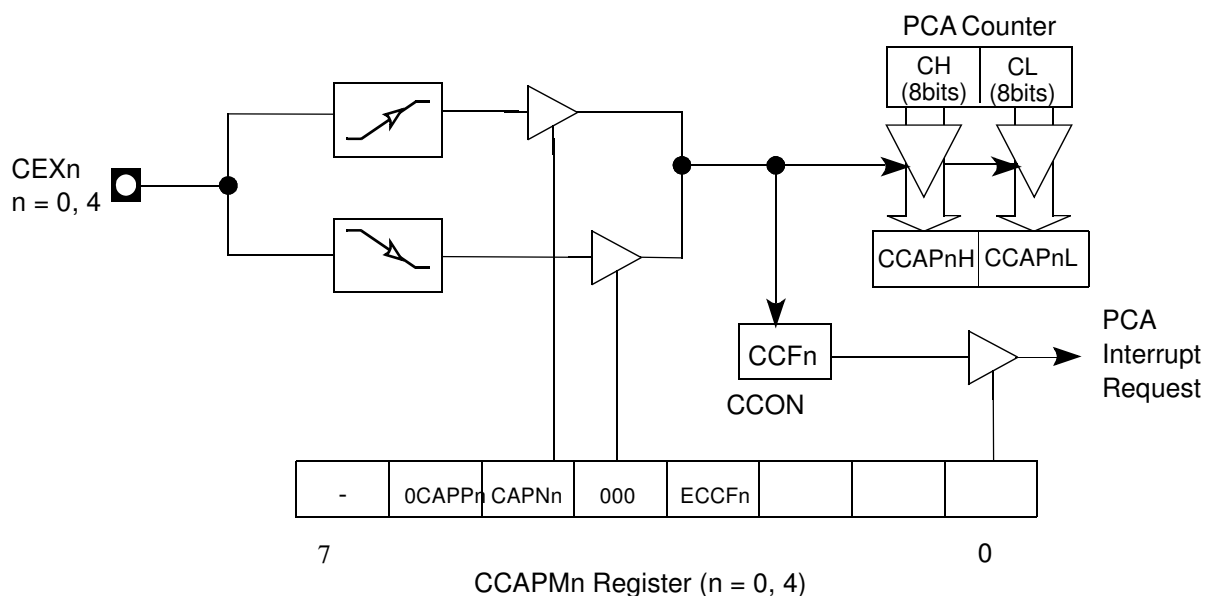 PCA Counter
CH
(8bits)
CL
(8bits)
CEXn
n = 0, 4
CCAPnH
CCAPnL
PCA
Interrupt
Request
CCFn
CCON
-
0CAPPn
CAPNn
000
ECCFn
7
0
CCAPMn Register (n = 0, 4)